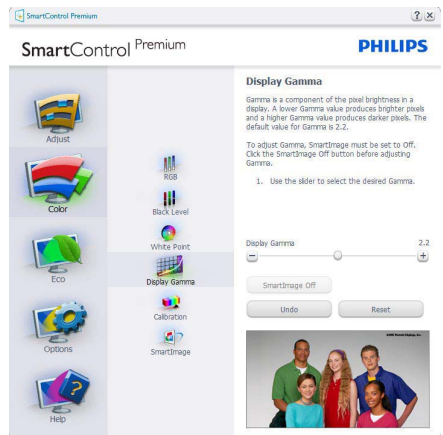 SmartControl Premium
SmartControl Premium
PHILIPS
Adjust
Color
Eco
Options
Help
RGB
Black Level
White Point
Display Gamma
Calibration
SmartImage
Display Gamma
Gamma is a component of the pixel brightness in a
display. A lower Gamma value produces brighter pixels
and a higher Gamma value produces darker pixels. The
default value for Gamma is 2.2.
To adjust Gamma, SmartImage must be set to Off.
Click the SmartImage Off button before adjusting
Gamma.
1. Use the slider to select the desired Gamma.
Display Gamma 2.2
SmartImage Off
Undo Reset